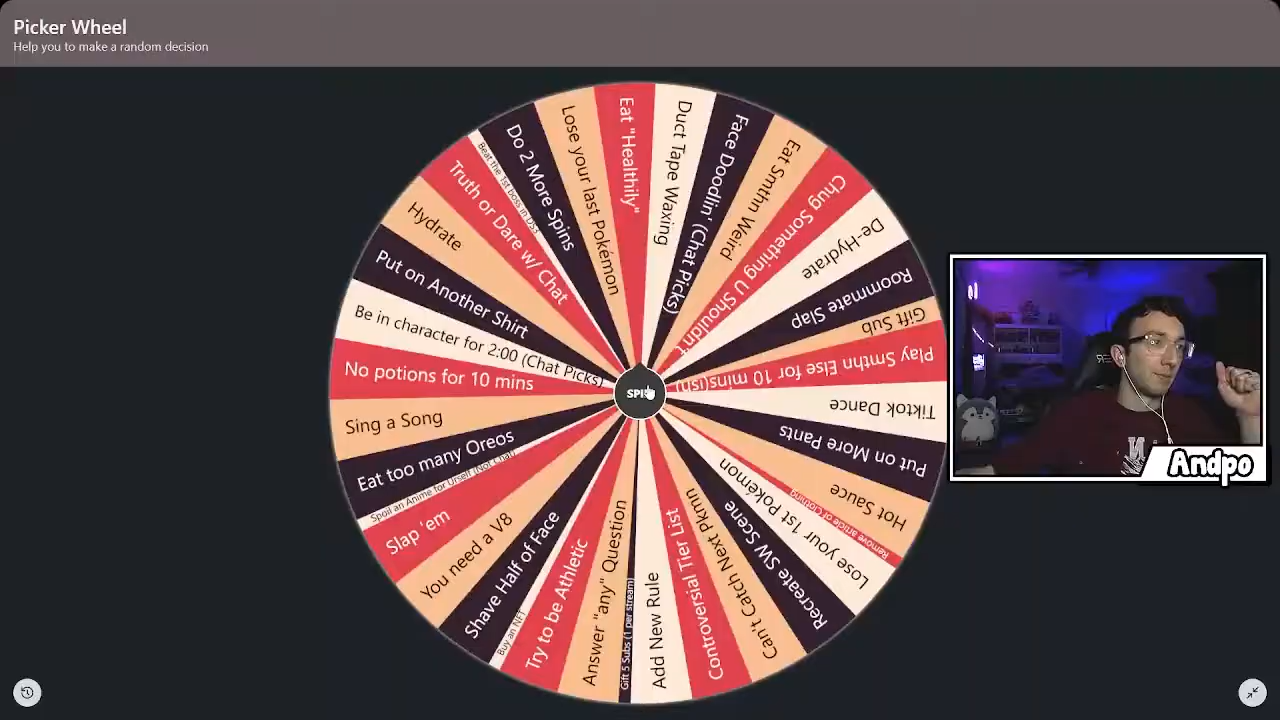 Picker Wheel
Help you to make a random decision
Eat "Healthily"
Duct Tape Waxing
Face Doodlin' (Chat Picks)
Eat Smthn Weird
Chug Something U Shouldn't
De-Hydrate
Roommate Slap
Gift Sub
Play Smthn Else for 10 mins(ish)
Tiktok Dance
Put on More Pants
Hot Sauce
Remove article of Clothing
Lose your 1st Pokémon
Recreate SW Scene
Can't Catch Next Pkmn
Controversial Tier List
Add New Rule
Gift 5 Subs (1 per stream)
Answer "any" Question
Try to be Athletic
Buy an NFT
Shave Half of Face
You need a V8
Slap 'em
Spoil an Anime for Urself (Not Chat)
Eat too many Oreos
Sing a Song
No potions for 10 mins
Be in character for 2:00 (Chat Picks)
Put on Another Shirt
Hydrate
Truth or Dare w/ Chat
Beat the 1st boss in DS3
Do 2 More Spins
Lose your last Pokémon
Andpo